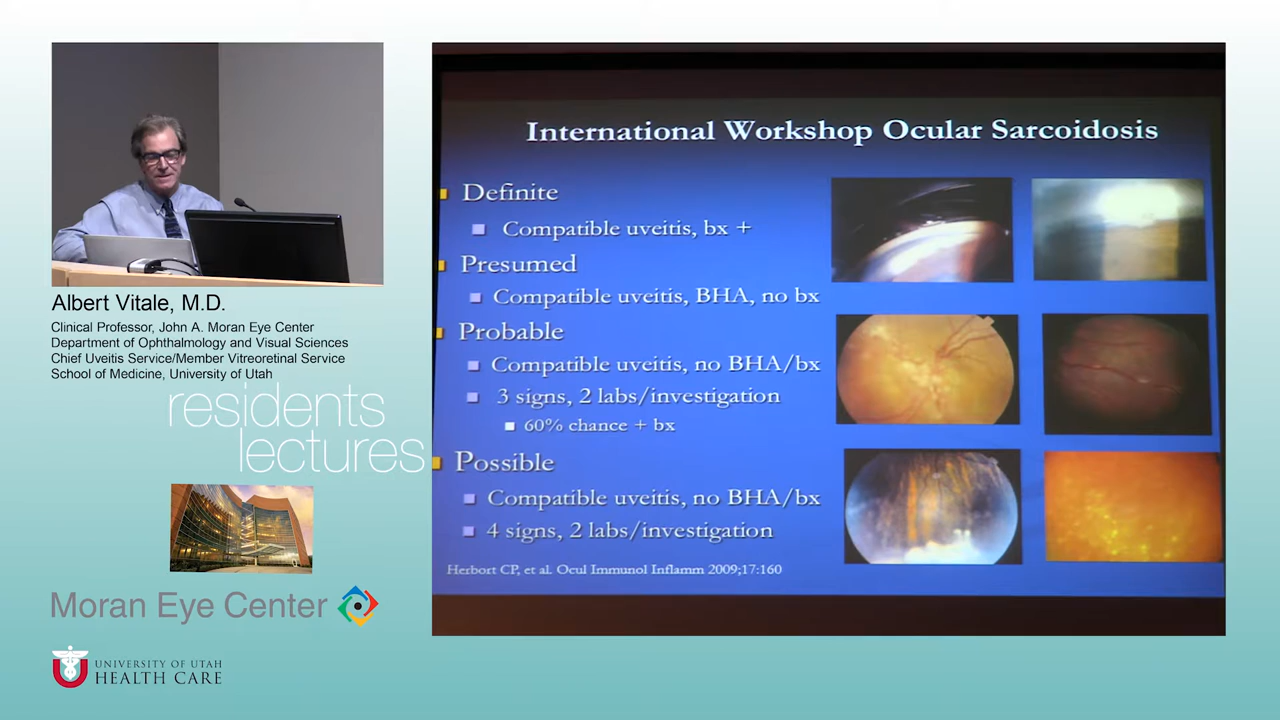 International Workshop Ocular Sarcoidosis
Definite
Compatible uveitis, bx +
Presumed
Compatible uveitis, BHA, no bx
Probable
Compatible uveitis, no BHA/bx
3 signs, 2 labs/investigation
60% chance + bx
Possible
Compatible uveitis, no BHA/bx
4 signs, 2 labs/investigation
Herbort CP, et al. Ocul Immunol Inflamm 2009;17:160
Albert Vitale, M.D.
Clinical Professor, John A. Moran Eye Center
Department of Ophthalmology and Visual Sciences
Chief Uveitis Service/Member Vitreoretinal Service
School of Medicine, University of Utah
residents
lectures
Moran Eye Center
UNIVERSITY OF UTAH
HEALTH CARE